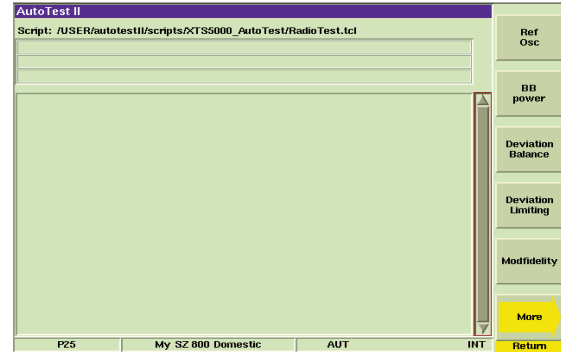 AutoTest II
Script: /USER/autotestII/scripts/XTS5000_AutoTest/RadioTest.tcl
Ref
Osc
BB
power
Deviation
Balance
Deviation
Limiting
Modfidelity
More
P25 My SZ 800 Domestic AUT INT Return